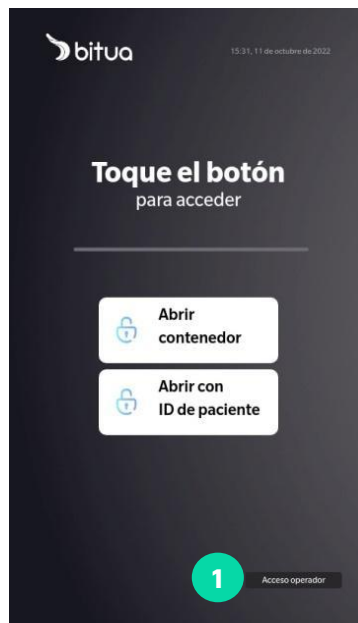 bitua
15:31, 11 de octubre de 2022
Toque el botón
para acceder
Abrir
contenedor
Abrir con
ID de paciente
1
Acceso operador